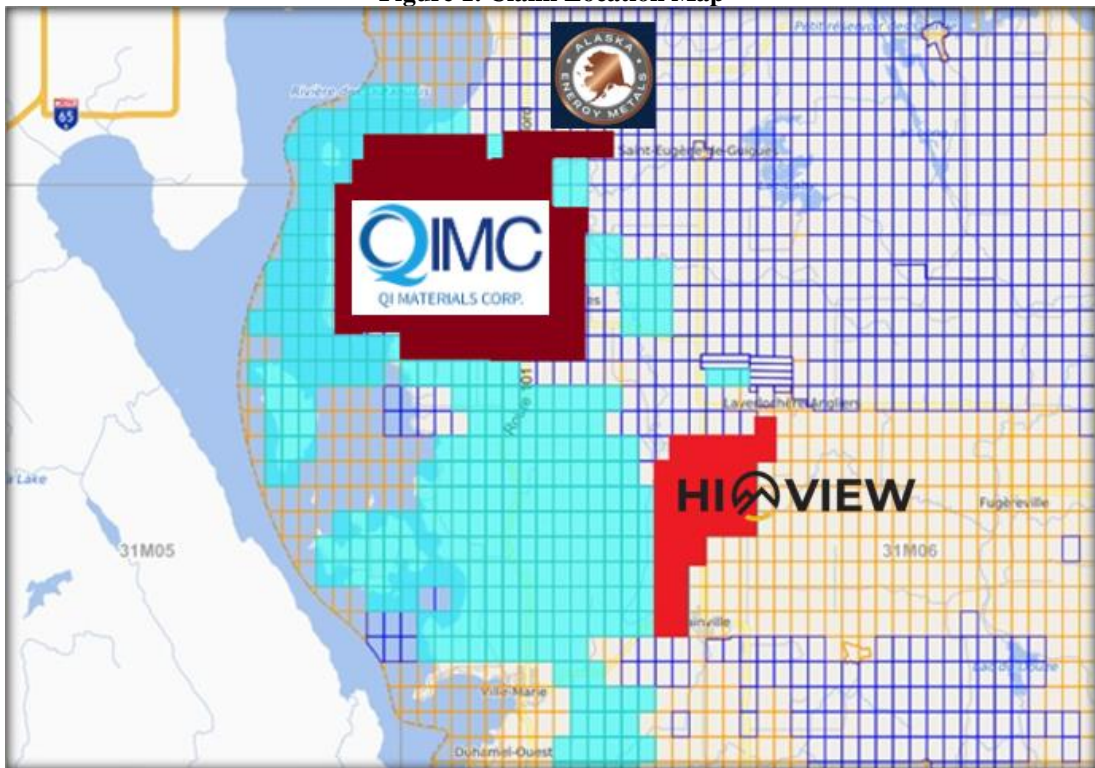 Figure 1: Claim Location Map
ALASKA
ENERGY METALS
65
Saint-Eugène-de-Guigues
QIMC
QI MATERIALS CORP.
Route 101
Laverlochère-Angliers
HI VIEW
Fugèreville
31M05
31M06
Ville-Marie
Duhamel-Ouest